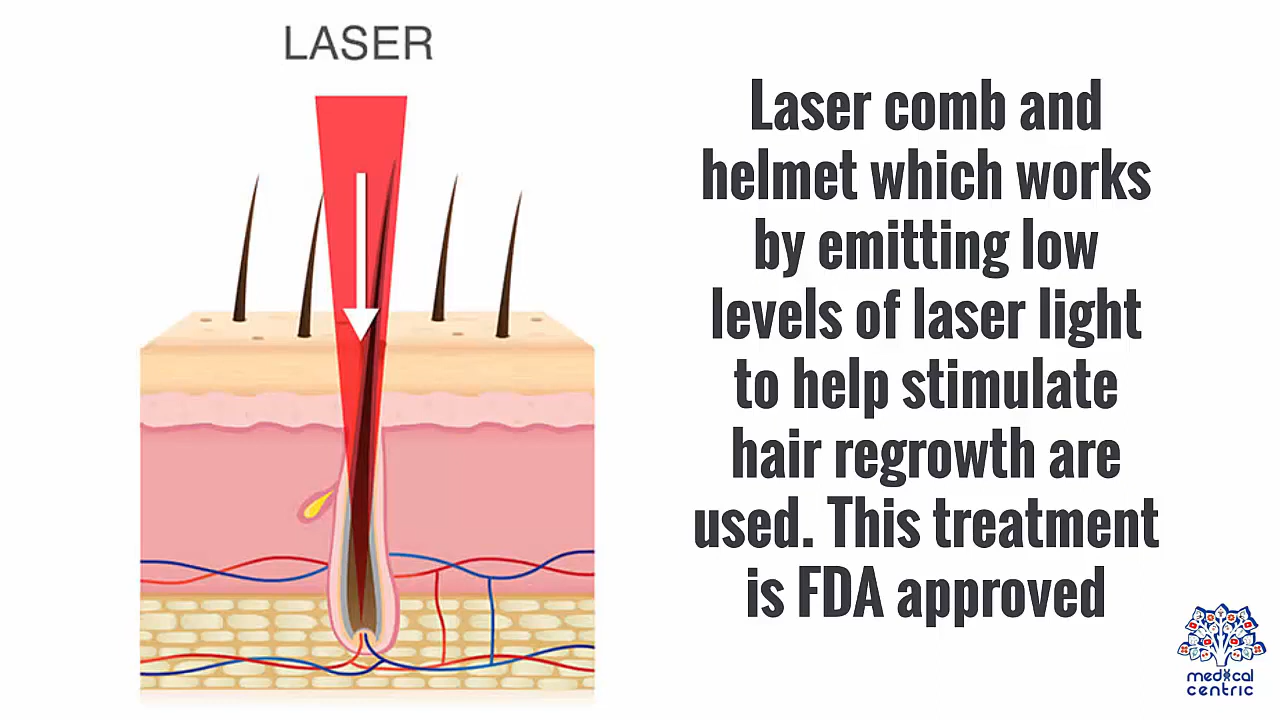 LASER
Laser comb and
helmet which works
by emitting low
levels of laser light
to help stimulate
hair regrowth are
used. This treatment
is FDA approved
medical
centric